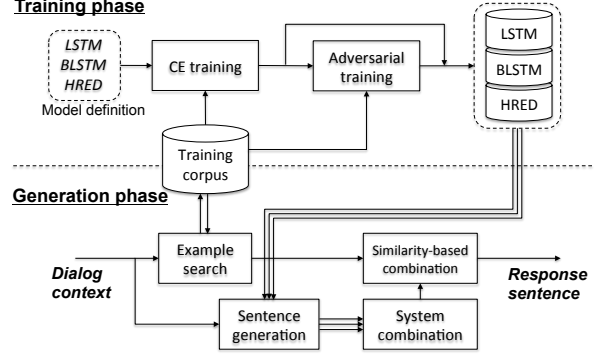 Training phase
LSTM
BLSTM
HRED
Model definition
CE training
Adversarial
training
LSTM
BLSTM
HRED
Training
corpus
Generation phase
Example
search
Similarity-based
combination
Dialog
context
Response
sentence
Sentence
generation
System
combination